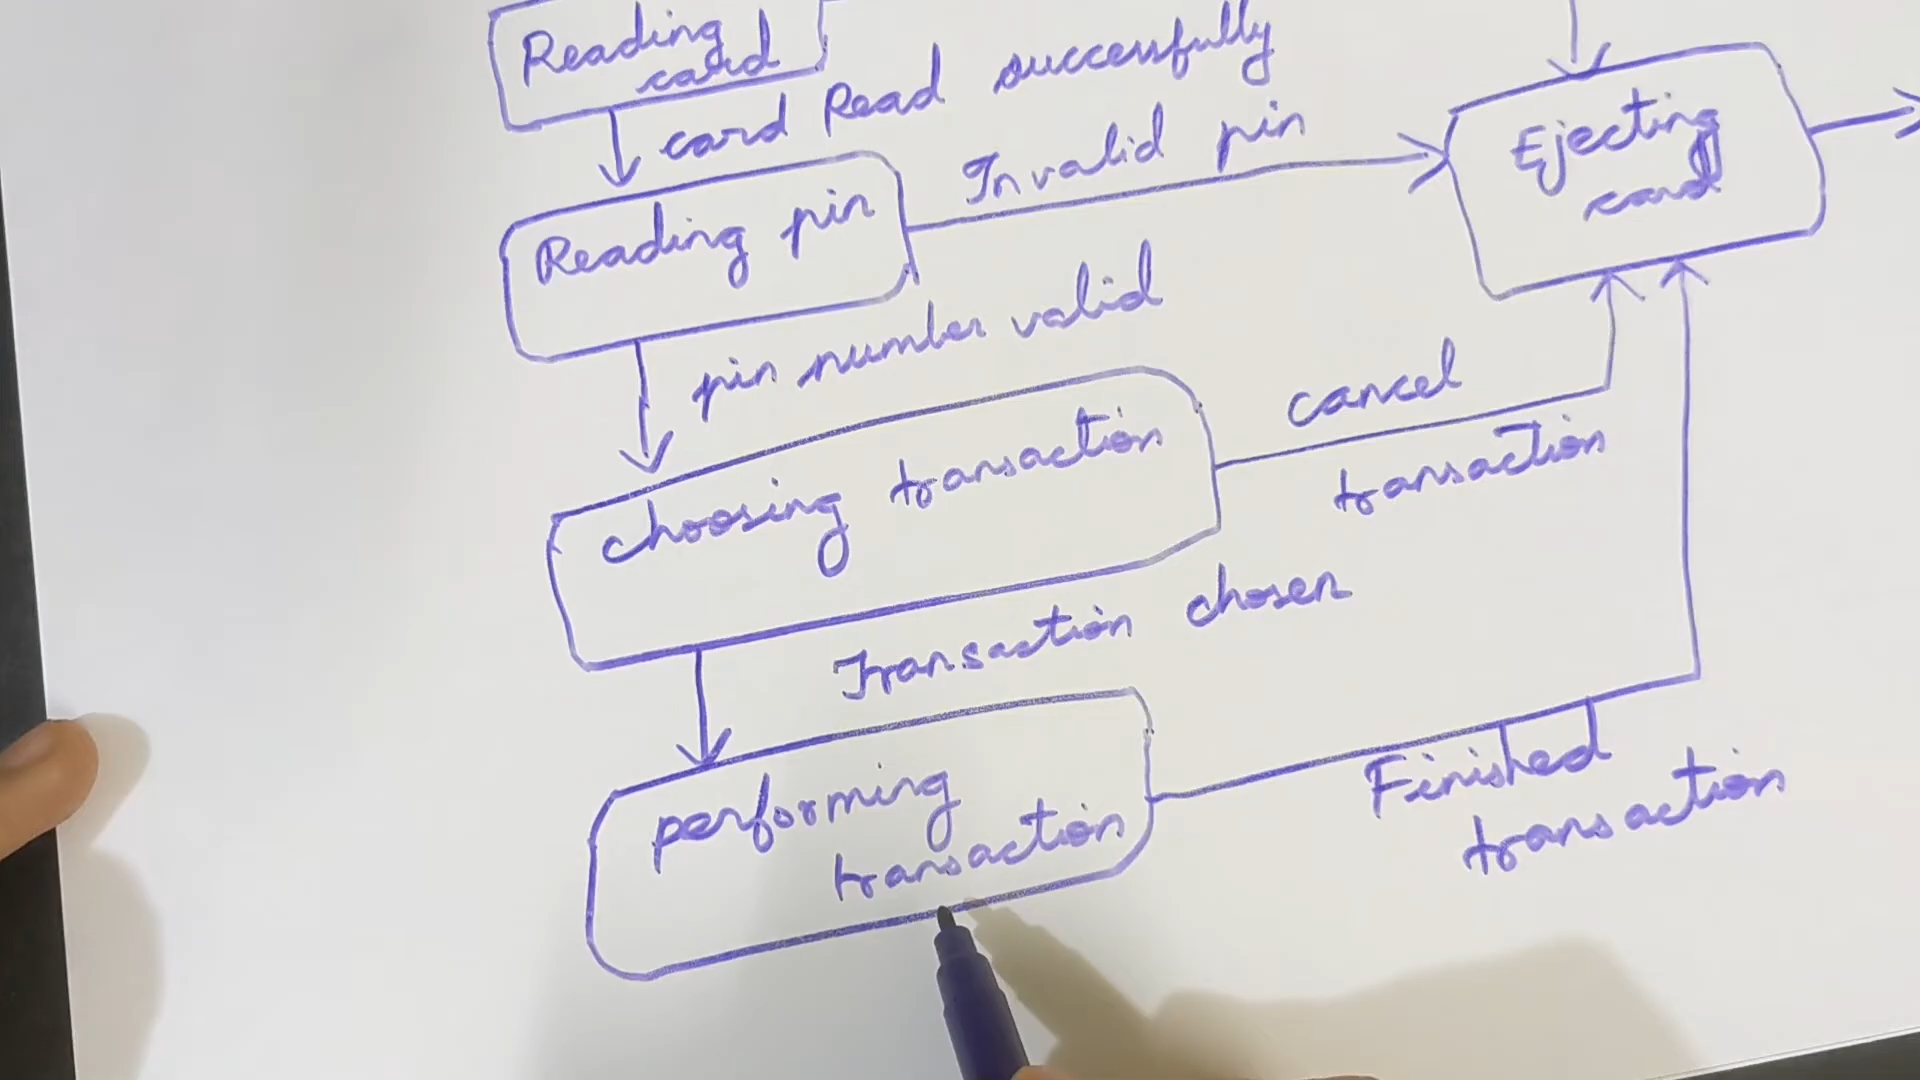 Reading
card
card Read successfully
Reading pin
Invalid pin
Ejecting
card
pin number valid
choosing transaction
cancel
transaction
Transaction chosen
performing
transaction
Finished
transaction